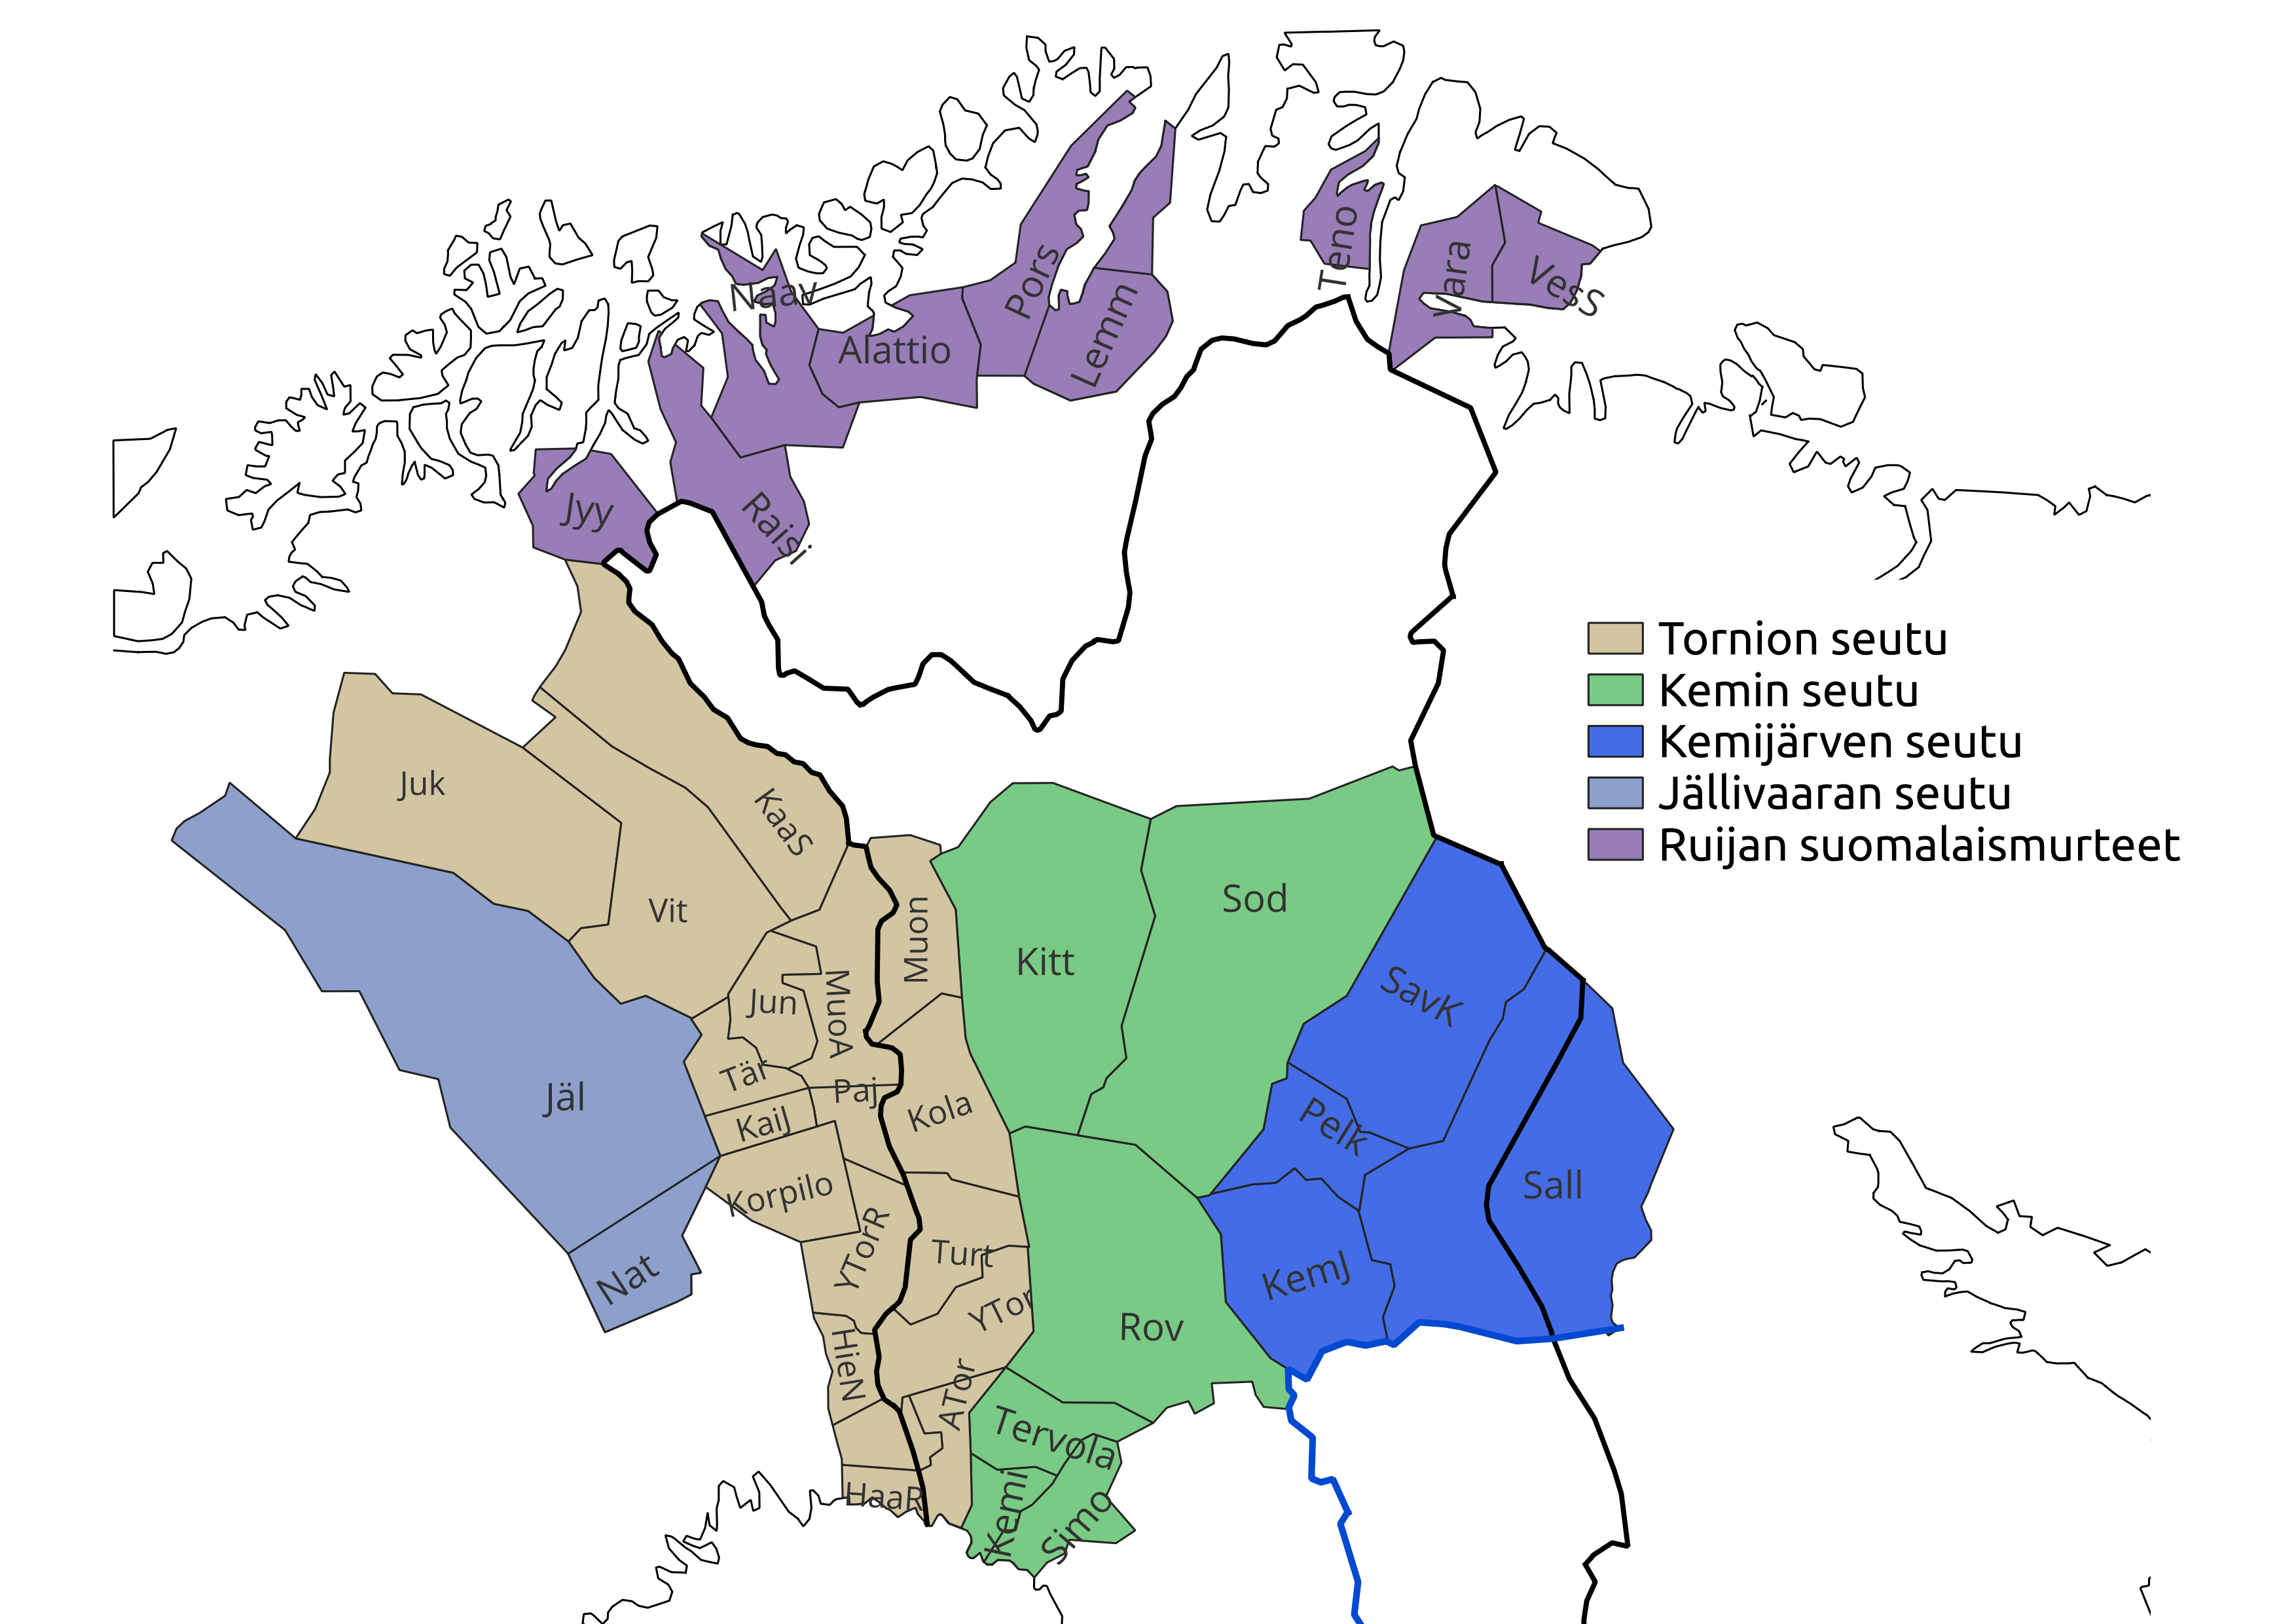 Teno
Vara
VesS
Pors
Naav
Lemm
Alattio
Jyy
Raisi
Tornion seutu
Kemin seutu
Kemijärven seutu
Jällivaaran seutu
Ruijan suomalaismurteet
Juk
Kaas
Vit
Sod
Muon
Kitt
SavK
Jun
MuoA
Tär
Paj
Jäl
KaiJ
Kola
Pelk
Korpilo
Sall
YTorR
Turt
Nat
KemJ
YTor
Rov
HieN
ATor
Tervola
HaaR
Kemi
Simo